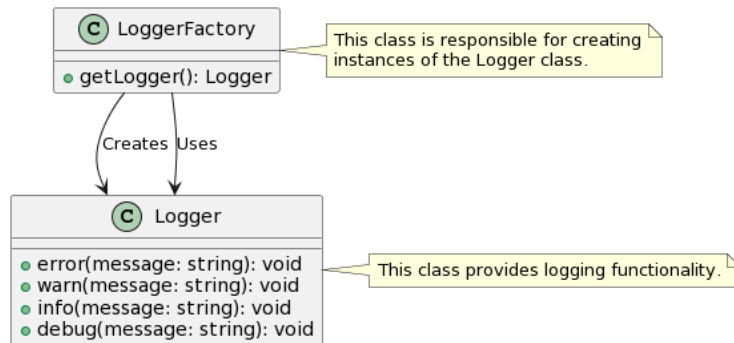 C LoggerFactory
This class is responsible for creating
instances of the Logger class.
getLogger(): Logger
Creates Uses
C Logger
error(message: string): void
warn(message: string): void
info(message: string): void
debug(message: string): void
This class provides logging functionality.